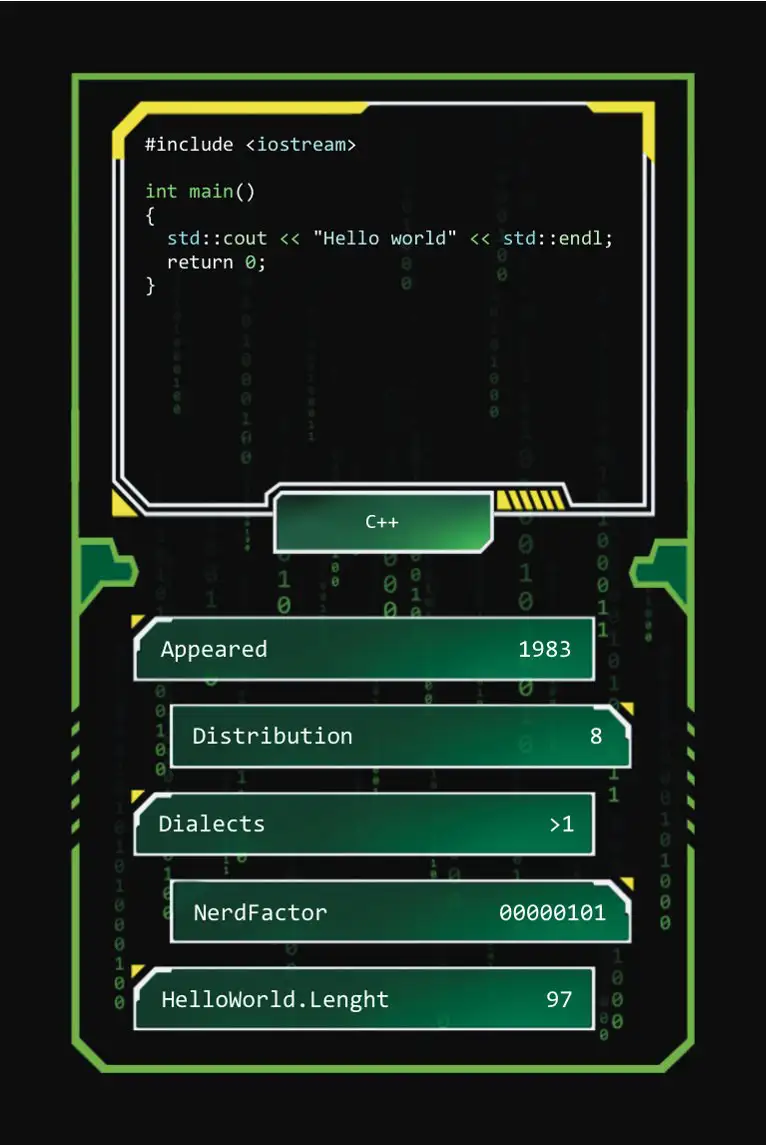 #include <iostream>
int main()
{
  std::cout << "Hello world" << std::endl;
  return 0;
}
C++
Appeared 1983
Distribution 8
Dialects >1
NerdFactor 00000101
HelloWorld.Lenght 97